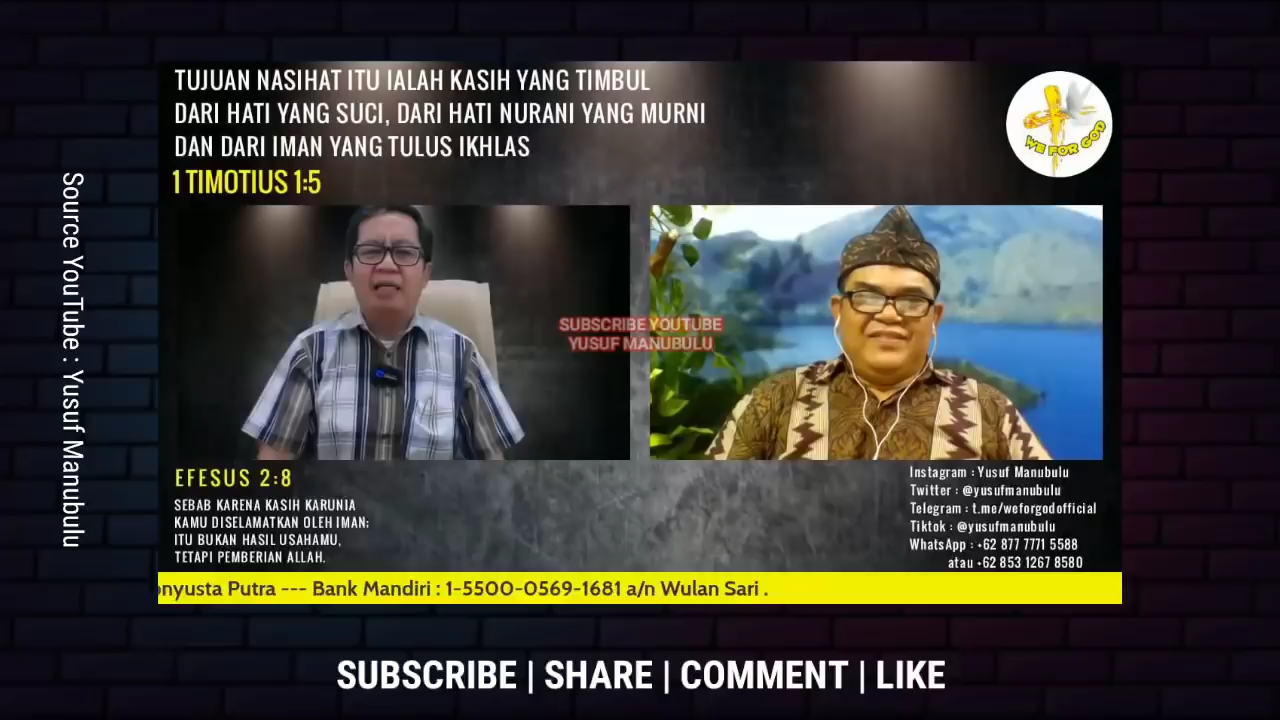 TUJUAN NASIHAT ITU IALAH KASIH YANG TIMBUL
DARI HATI YANG SUCI, DARI HATI NURANI YANG MURNI
DAN DARI IMAN YANG TULUS IKHLAS
1 TIMOTIUS 1:5
WE FOR GOD
Source YouTube : Yusuf Manubulu
SUBSCRIBE YOUTUBE
YUSUF MANUBULU
EFESUS 2:8
SEBAB KARENA KASIH KARUNIA
KAMU DISELAMATKAN OLEH IMAN;
ITU BUKAN HASIL USAHAMU,
TETAPI PEMBERIAN ALLAH.
Instagram : Yusuf Manubulu
Twitter : @yusufmanubulu
Telegram : t.me/weforgodofficial
Tiktok : @yusufmanubulu
WhatsApp : +62 877 7771 5588
atau +62 853 1267 8580
onyusta Putra --- Bank Mandiri : 1-5500-0569-1681 a/n Wulan Sari .
SUBSCRIBE | SHARE | COMMENT | LIKE